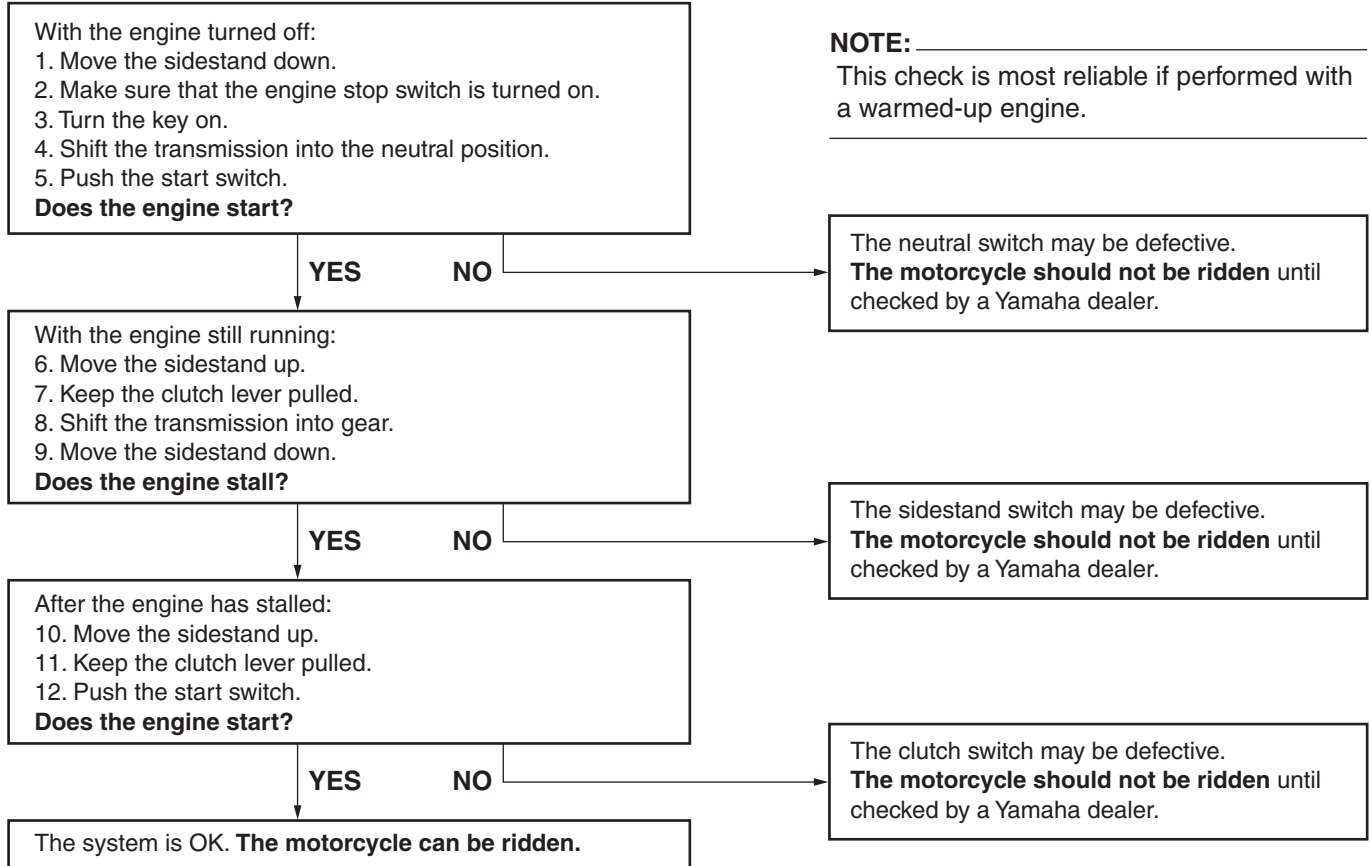 With the engine turned off:
1. Move the sidestand down.
2. Make sure that the engine stop switch is turned on.
3. Turn the key on.
4. Shift the transmission into the neutral position.
5. Push the start switch.
Does the engine start?
NOTE:
This check is most reliable if performed with
a warmed-up engine.
YES
NO
The neutral switch may be defective.
The motorcycle should not be ridden until
checked by a Yamaha dealer.
With the engine still running:
6. Move the sidestand up.
7. Keep the clutch lever pulled.
8. Shift the transmission into gear.
9. Move the sidestand down.
Does the engine stall?
YES
NO
The sidestand switch may be defective.
The motorcycle should not be ridden until
checked by a Yamaha dealer.
After the engine has stalled:
10. Move the sidestand up.
11. Keep the clutch lever pulled.
12. Push the start switch.
Does the engine start?
YES
NO
The clutch switch may be defective.
The motorcycle should not be ridden until
checked by a Yamaha dealer.
The system is OK. The motorcycle can be ridden.